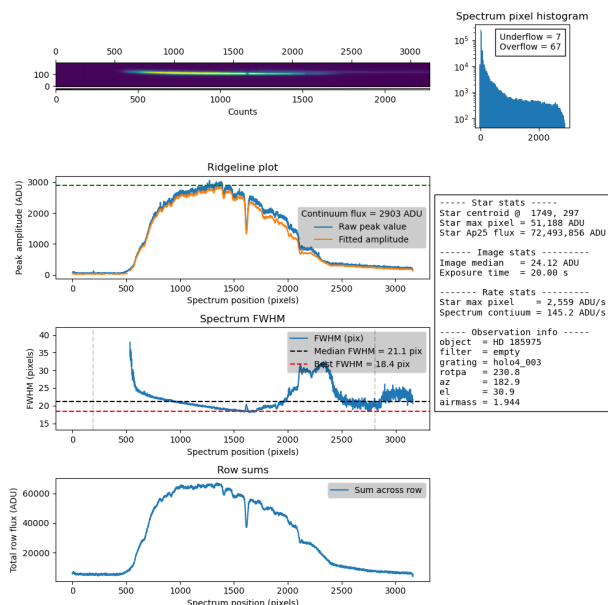 Spectrum pixel histogram
0 500 1000 1500 2000 2500 3000
100
0
0 500 1000 1500 2000
Counts
Underflow = 7
Overflow = 67
10^5
10^4
10^3
10^2
0 2000
Ridgeline plot
Peak amplitude (ADU)
3000
2000
1000
0
Continuum flux = 2903 ADU
Raw peak value
Fitted amplitude
0 500 1000 1500 2000 2500 3000
Spectrum position (pixels)
----- Star stats -----
Star centroid @  1749, 297
Star max pixel = 51,188 ADU
Star Ap25 flux = 72,493,856 ADU
------ Image stats ---------
Image median   = 24.12 ADU
Exposure time  = 20.00 s
------- Rate stats ---------
Star max pixel    = 2,559 ADU/s
Spectrum contiuum = 145.2 ADU/s
----- Observation info -----
object  = HD 185975
filter  = empty
grating = holo4_003
rotpa   = 230.8
az      = 182.9
el      = 30.9
airmass = 1.944
Spectrum FWHM
FWHM (pixels)
40
35
30
25
20
15
FWHM (pix)
Median FWHM = 21.1 pix
Best FWHM = 18.4 pix
0 500 1000 1500 2000 2500 3000
Spectrum position (pixels)
Row sums
Total row flux (ADU)
60000
40000
20000
Sum across row
0 500 1000 1500 2000 2500 3000
Spectrum position (pixels)